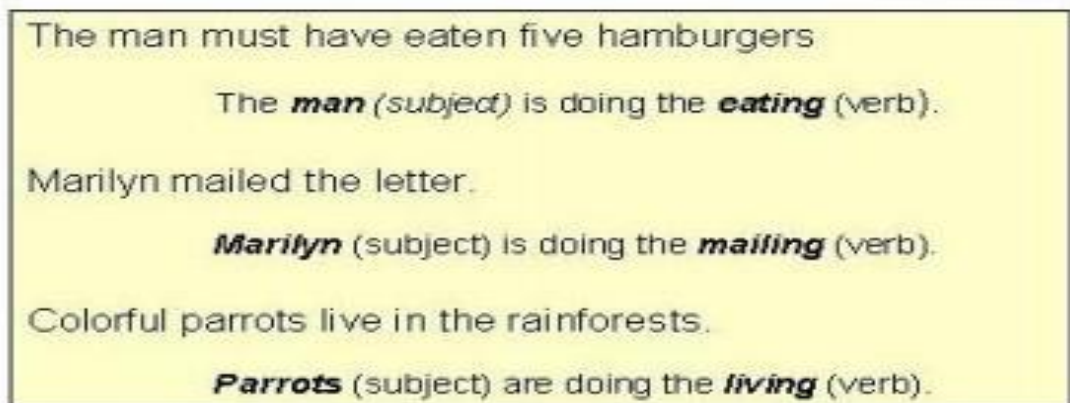 The man must have eaten five hamburgers
The man (subject) is doing the eating (verb}.
Marilyn mailed the letter.
Marilyn (subject) is doing the mailing (verb).
Colorful parrots live in the rainforests.
Parrots (subject) are doing the living (verb).